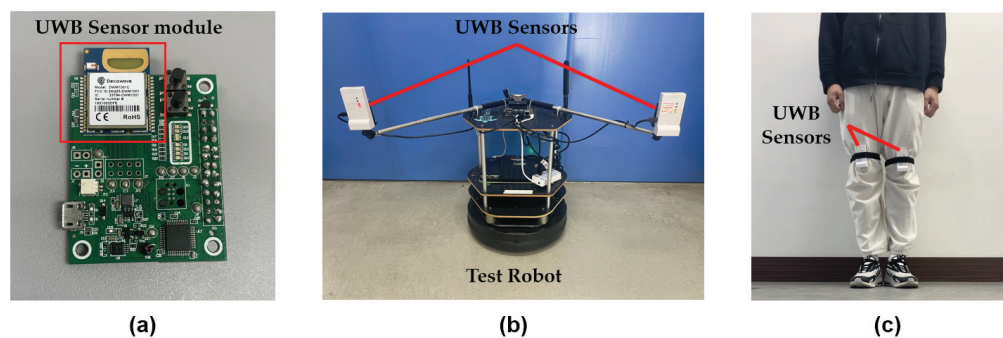 UWB Sensor module
Decawave
Model: DWM1001C
RoHS
UWB Sensors
Test Robot
UWB
Sensors
(a)
(b)
(c)